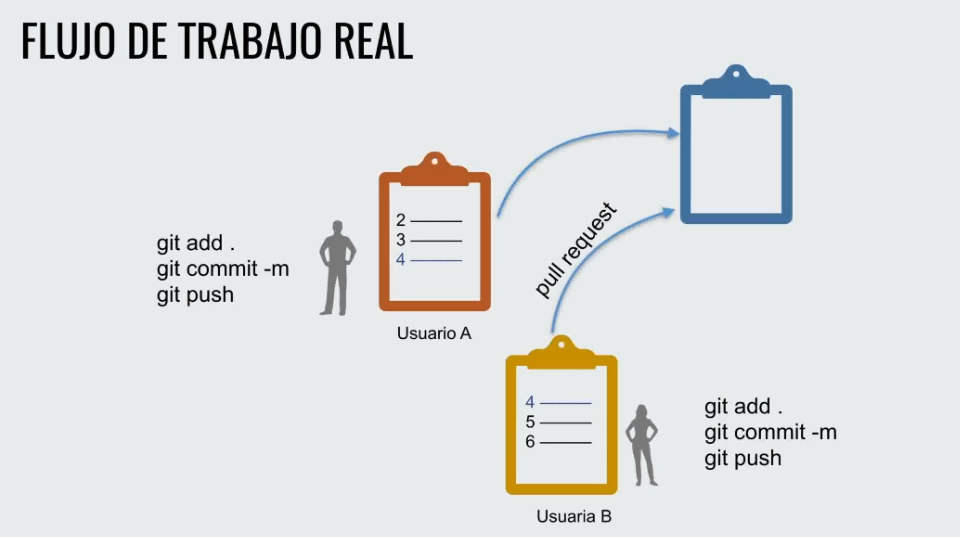 FLUJO DE TRABAJO REAL
git add .
git commit -m
git push
2
3
4
Usuario A
pull request
4
5
6
Usuaria B
git add .
git commit -m
git push